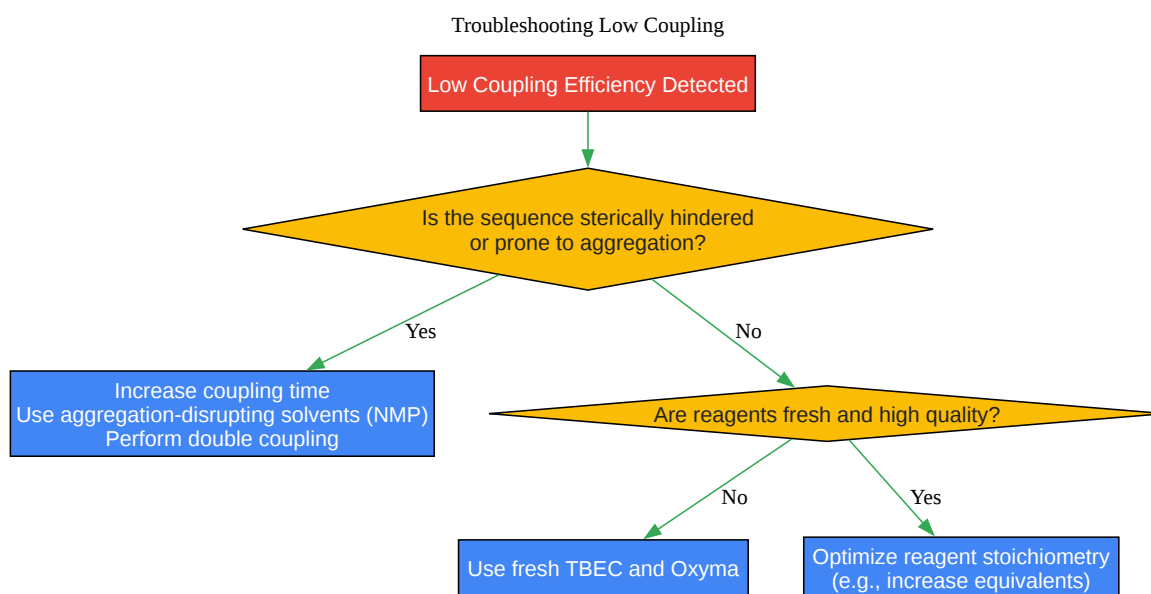 Troubleshooting Low Coupling
Low Coupling Efficiency Detected
Is the sequence sterically hindered
or prone to aggregation?
Yes
No
Increase coupling time
Use aggregation-disrupting solvents (NMP)
Perform double coupling
Are reagents fresh and high quality?
No
Yes
Use fresh TBEC and Oxyma
Optimize reagent stoichiometry
(e.g., increase equivalents)